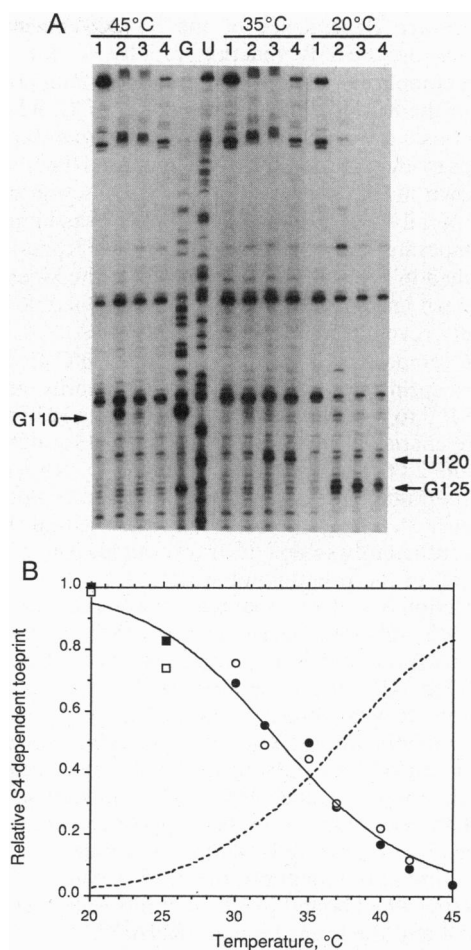 A
45°C 35°C 20°C
1 2 3 4 G U 1 2 3 4 1 2 3 4
G110
U120
G125
B
Relative S4-dependent toeprint
1.0
0.8
0.6
0.4
0.2
0.0
20 25 30 35 40 45
Temperature, °C